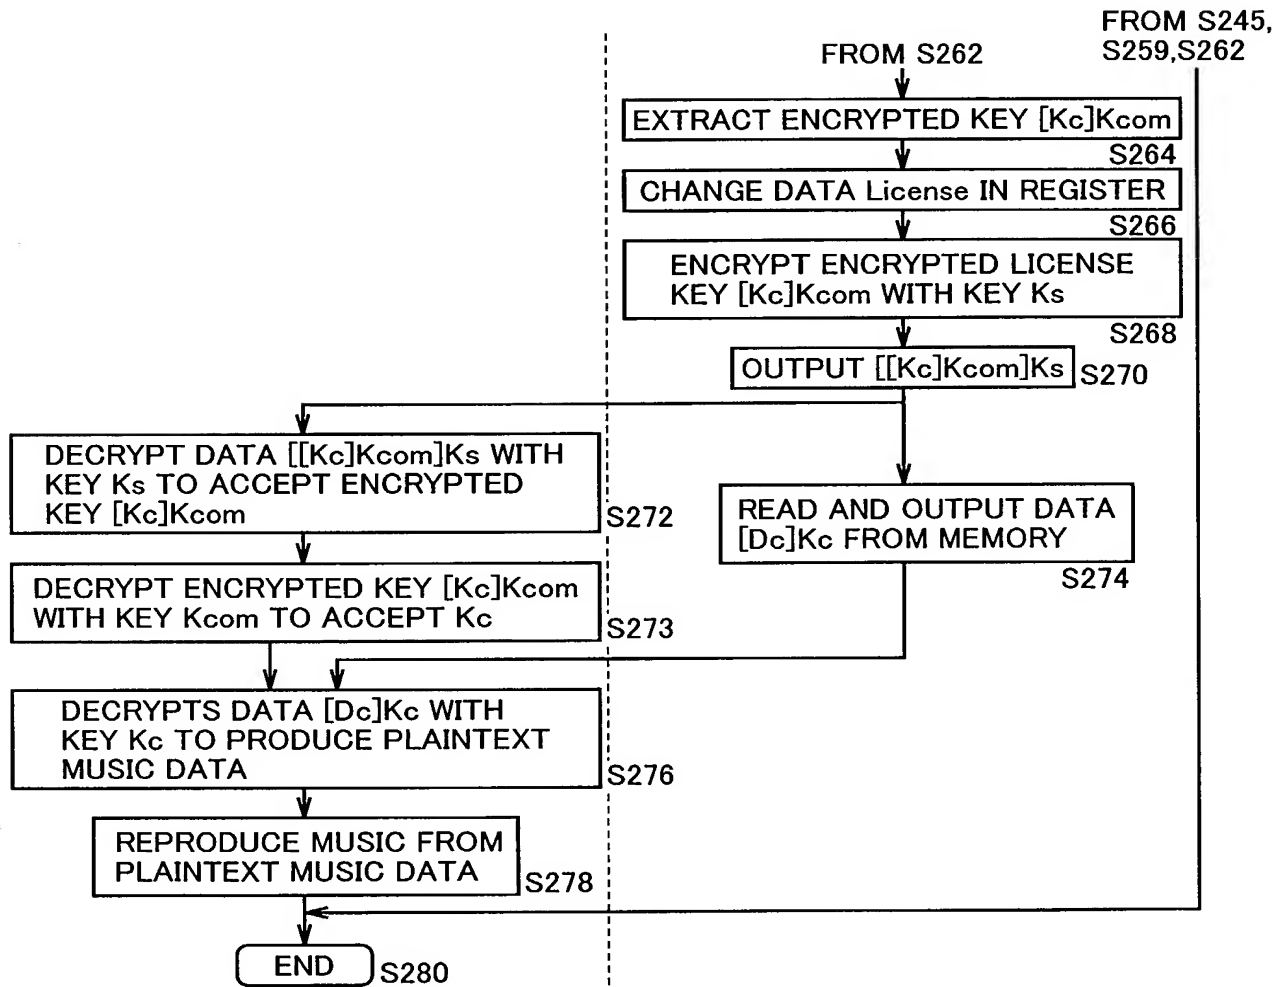 FROM S245,
S259,S262
FROM S262
EXTRACT ENCRYPTED KEY [Kc]Kcom
S264
CHANGE DATA License IN REGISTER
S266
ENCRYPT ENCRYPTED LICENSE
KEY [Kc]Kcom WITH KEY Ks
S268
OUTPUT [[Kc]Kcom]Ks
S270
DECRYPT DATA [[Kc]Kcom]Ks WITH
KEY Ks TO ACCEPT ENCRYPTED
KEY [Kc]Kcom
S272
READ AND OUTPUT DATA
[Dc]Kc FROM MEMORY
S274
DECRYPT ENCRYPTED KEY [Kc]Kcom
WITH KEY Kcom TO ACCEPT Kc
S273
DECRYPTS DATA [Dc]Kc WITH
KEY Kc TO PRODUCE PLAINTEXT
MUSIC DATA
S276
REPRODUCE MUSIC FROM
PLAINTEXT MUSIC DATA
S278
END
S280